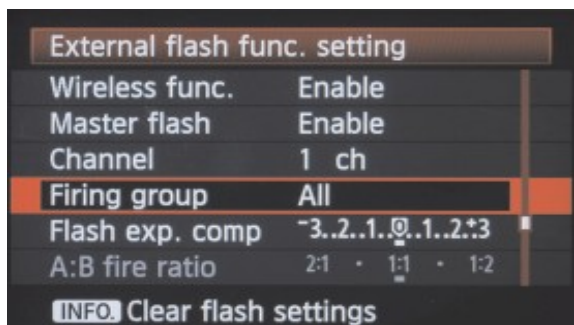 External flash func. setting
Wireless func. Enable
Master flash Enable
Channel 1 ch
Firing group All
Flash exp. comp -3..2..1..0..1..2.+3
A:B fire ratio 2:1 · 1:1 · 1:2
INFO. Clear flash settings